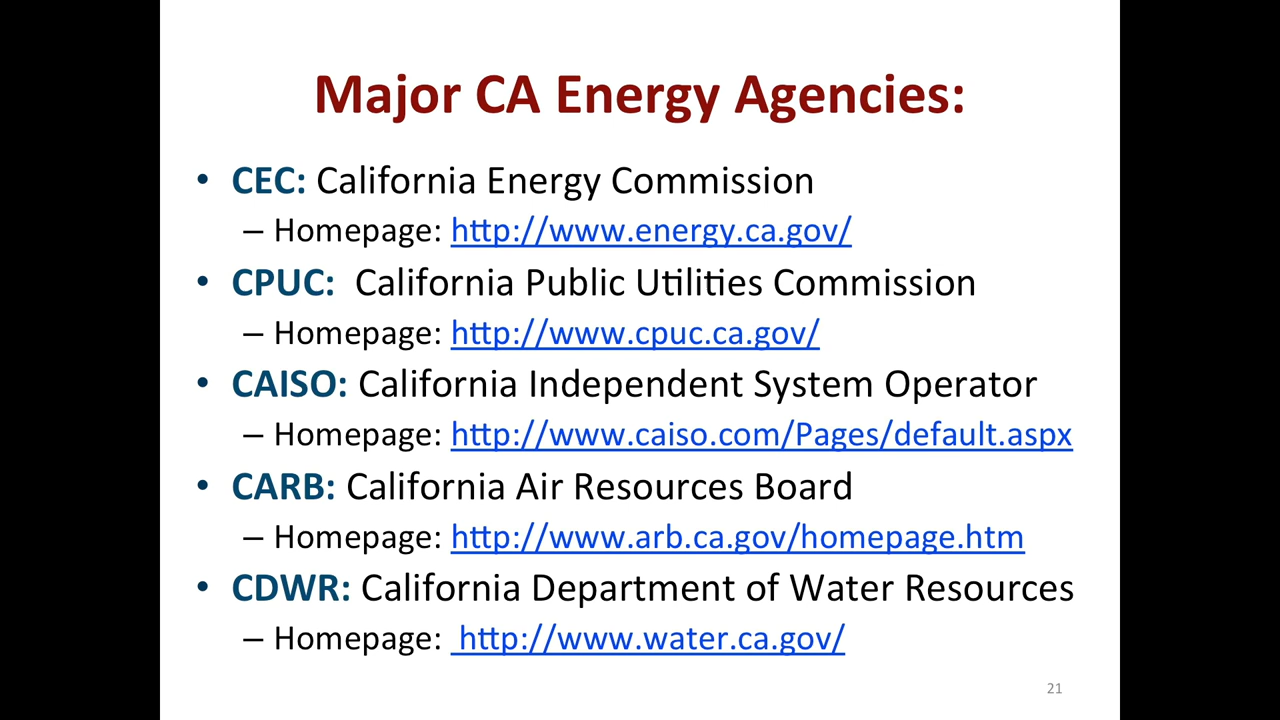 Major CA Energy Agencies:
• CEC: California Energy Commission
– Homepage: http://www.energy.ca.gov/
• CPUC:  California Public Utilities Commission
– Homepage: http://www.cpuc.ca.gov/
• CAISO: California Independent System Operator
– Homepage: http://www.caiso.com/Pages/default.aspx
• CARB: California Air Resources Board
– Homepage: http://www.arb.ca.gov/homepage.htm
• CDWR: California Department of Water Resources
– Homepage:  http://www.water.ca.gov/
21